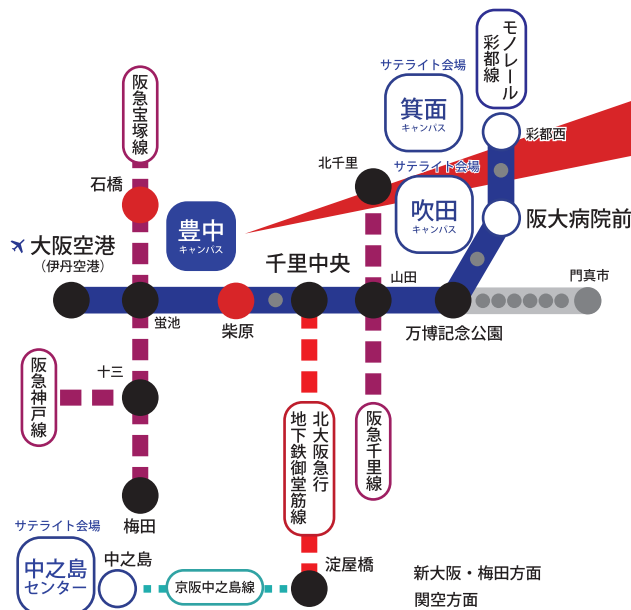 モノレール
彩都線
サテライト会場
箕面
キャンパス
彩都西
阪急宝塚線
北千里
サテライト会場
吹田
キャンパス
石橋
豊中
キャンパス
阪大病院前
大阪空港
(伊丹空港)
千里中央
山田
門真市
蛍池
柴原
万博記念公園
十三
阪急神戸線
北大阪急行
地下鉄御堂筋線
阪急千里線
梅田
サテライト会場
中之島
センター
中之島
京阪中之島線
淀屋橋
新大阪・梅田方面
関空方面